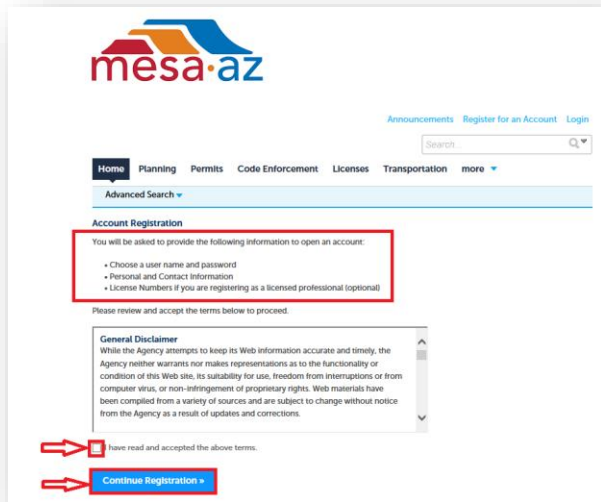 mesa·az
Announcements Register for an Account Login
Search...
Home Planning Permits Code Enforcement Licenses Transportation more
Advanced Search
Account Registration
You will be asked to provide the following information to open an account:
• Choose a user name and password
• Personal and Contact Information
• License Numbers if you are registering as a licensed professional (optional)
Please review and accept the terms below to proceed.
General Disclaimer
While the Agency attempts to keep its Web information accurate and timely, the
Agency neither warrants nor makes representations as to the functionality or
condition of this Web site, its suitability for use, freedom from interruptions or from
computer virus, or non-infringement of proprietary rights. Web materials have
been compiled from a variety of sources and are subject to change without notice
from the Agency as a result of updates and corrections.
I have read and accepted the above terms.
Continue Registration »